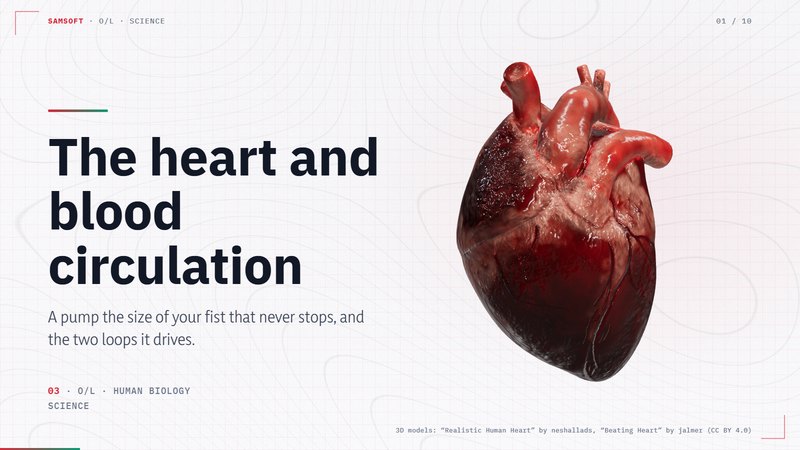 SAMSOFT · O/L · SCIENCE
01 / 10
The heart and
blood
circulation
A pump the size of your fist that never stops, and
the two loops it drives.
03 · O/L · HUMAN BIOLOGY
SCIENCE
3D models: “Realistic Human Heart” by neshallads, “Beating Heart” by jalmer (CC BY 4.0)